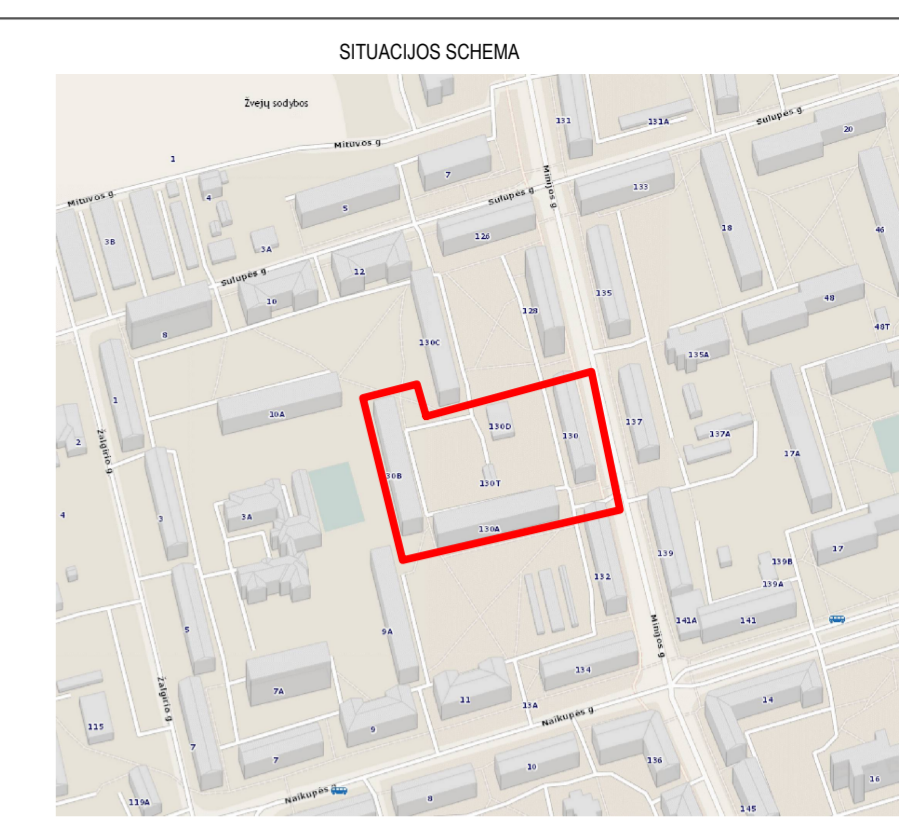 SITUACIJOS SCHEMA
Žvejų sodybos
131
131A
Sulupės g
20
Mituvos g
1
7
Minijos g
133
Mituvos g
4
5
Sulupės g
18
46
3B
3A
126
12
Sulupės g
10
128
135
48
48T
8
130C
135A
1
10A
130D
130
137
137A
2
Žalgirio g
17A
30B
130T
4
3
3A
130A
139
17
139B
132
139A
5
9A
141A
141
Minijos g
134
7A
11
13A
14
Žalgirio g
Naikupės g
115
7
9
7
136
10
16
Naikupės g
119A
8
145